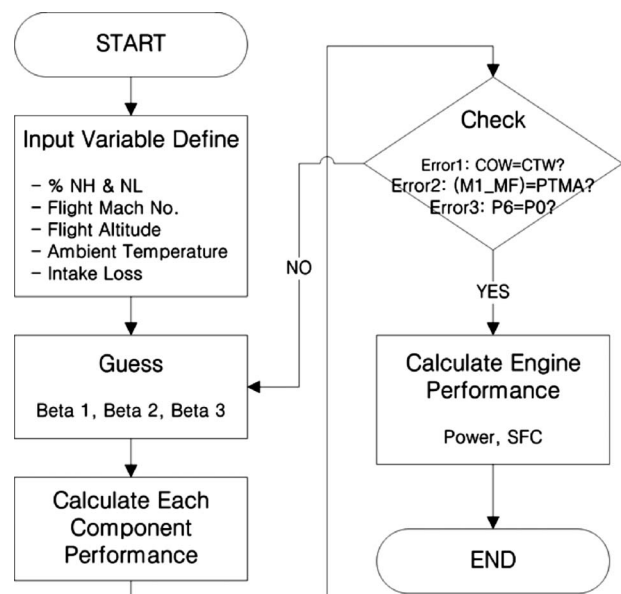 START
Input Variable Define
– % NH & NL
– Flight Mach No.
– Flight Altitude
– Ambient Temperature
– Intake Loss
Guess
Beta 1, Beta 2, Beta 3
Calculate Each
Component
Performance
Check
Error1: COW=CTW?
Error2: (M1_MF)=PTMA?
Error3: P6=P0?
NO
YES
Calculate Engine
Performance
Power, SFC
END